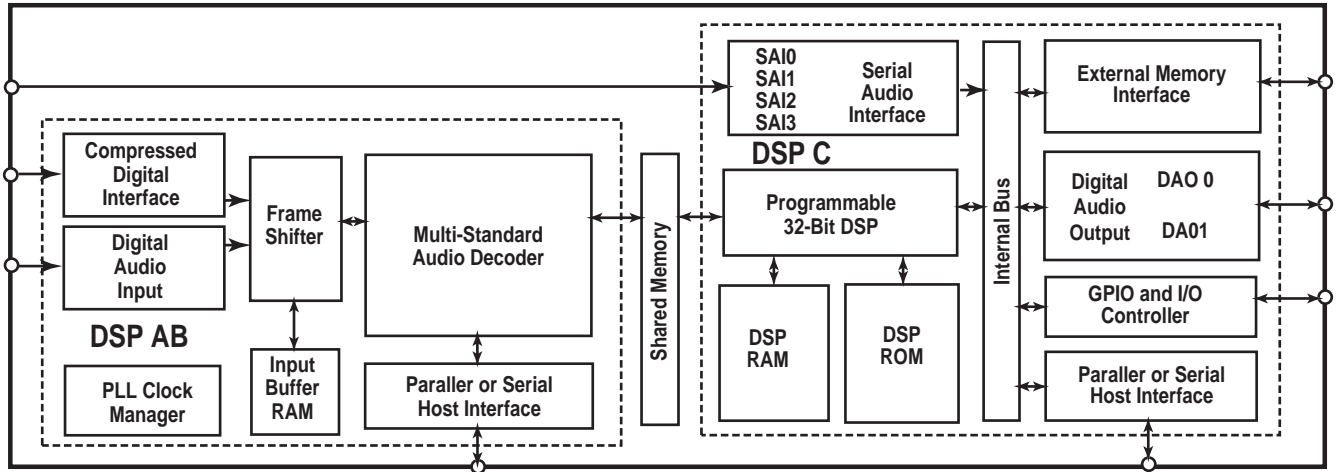 Compressed
Digital
Interface
Digital
Audio
Input
DSP AB
PLL Clock
Manager
Frame
Shifter
Input
Buffer
RAM
Multi-Standard
Audio Decoder
Paraller or Serial
Host Interface
Shared Memory
SAI0
SAI1
SAI2
SAI3
Serial
Audio
Interface
DSP C
Programmable
32-Bit DSP
DSP
RAM
DSP
ROM
Internal Bus
External Memory
Interface
Digital
Audio
Output
DAO 0
DA01
GPIO and I/O
Controller
Paraller or Serial
Host Interface